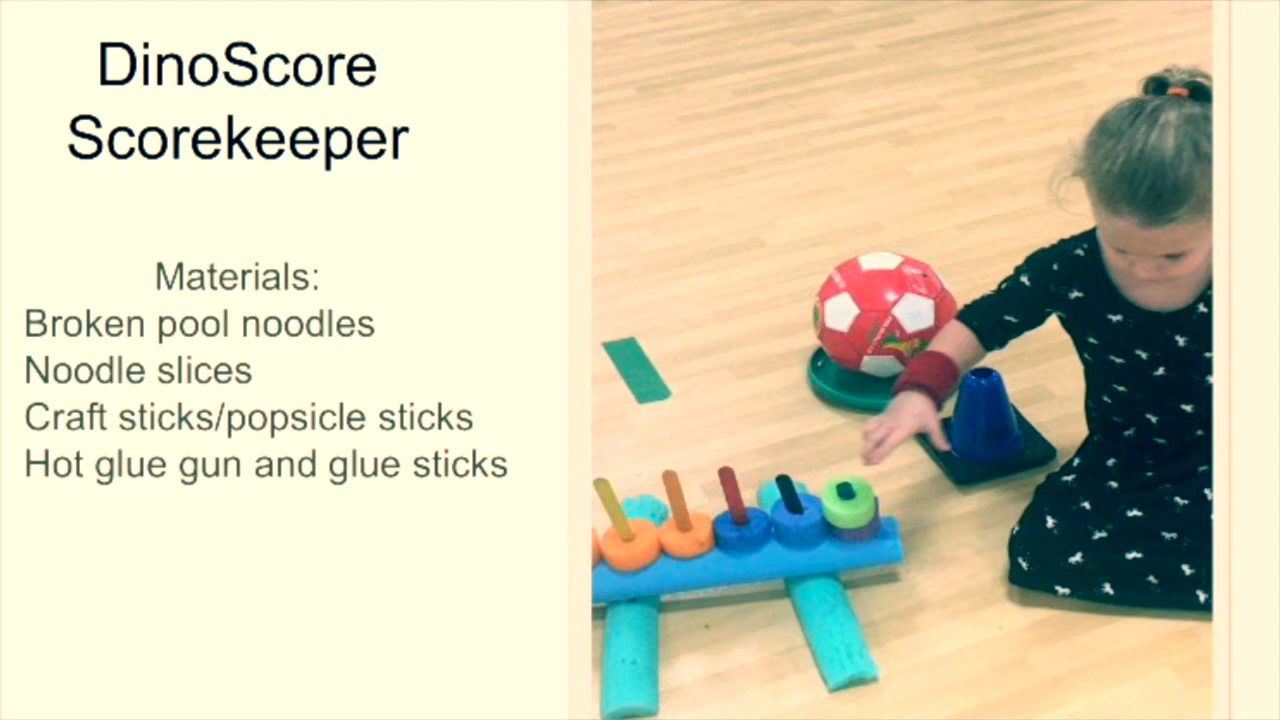 DinoScore
Scorekeeper
Materials:
Broken pool noodles
Noodle slices
Craft sticks/popsicle sticks
Hot glue gun and glue sticks